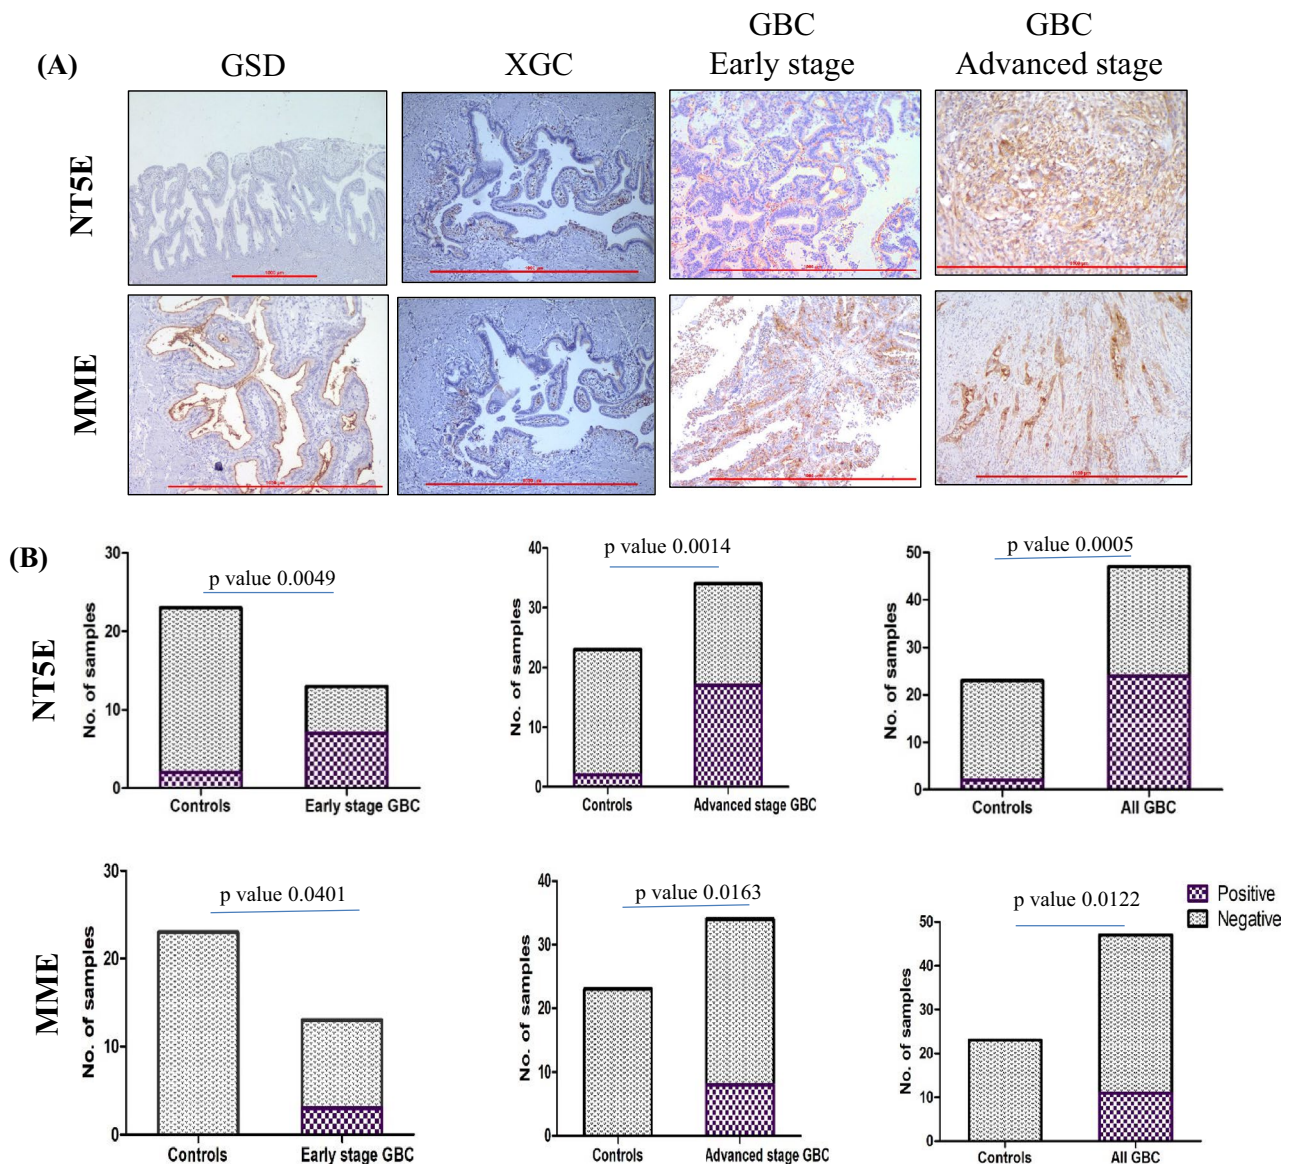 (A)
GSD
XGC
GBC
Early stage
GBC
Advanced stage
NT5E
MME
(B)
NT5E
No. of samples
30
20
10
0
p value 0.0049
Controls
Early stage GBC
No. of samples
40
30
20
10
0
p value 0.0014
Controls
Advanced stage GBC
No. of samples
50
40
30
20
10
0
p value 0.0005
Controls
All GBC
MME
No. of samples
30
20
10
0
p value 0.0401
Controls
Early stage GBC
No. of samples
40
30
20
10
0
p value 0.0163
Controls
Advanced stage GBC
No. of samples
50
40
30
20
10
0
p value 0.0122
Controls
All GBC
Positive
Negative